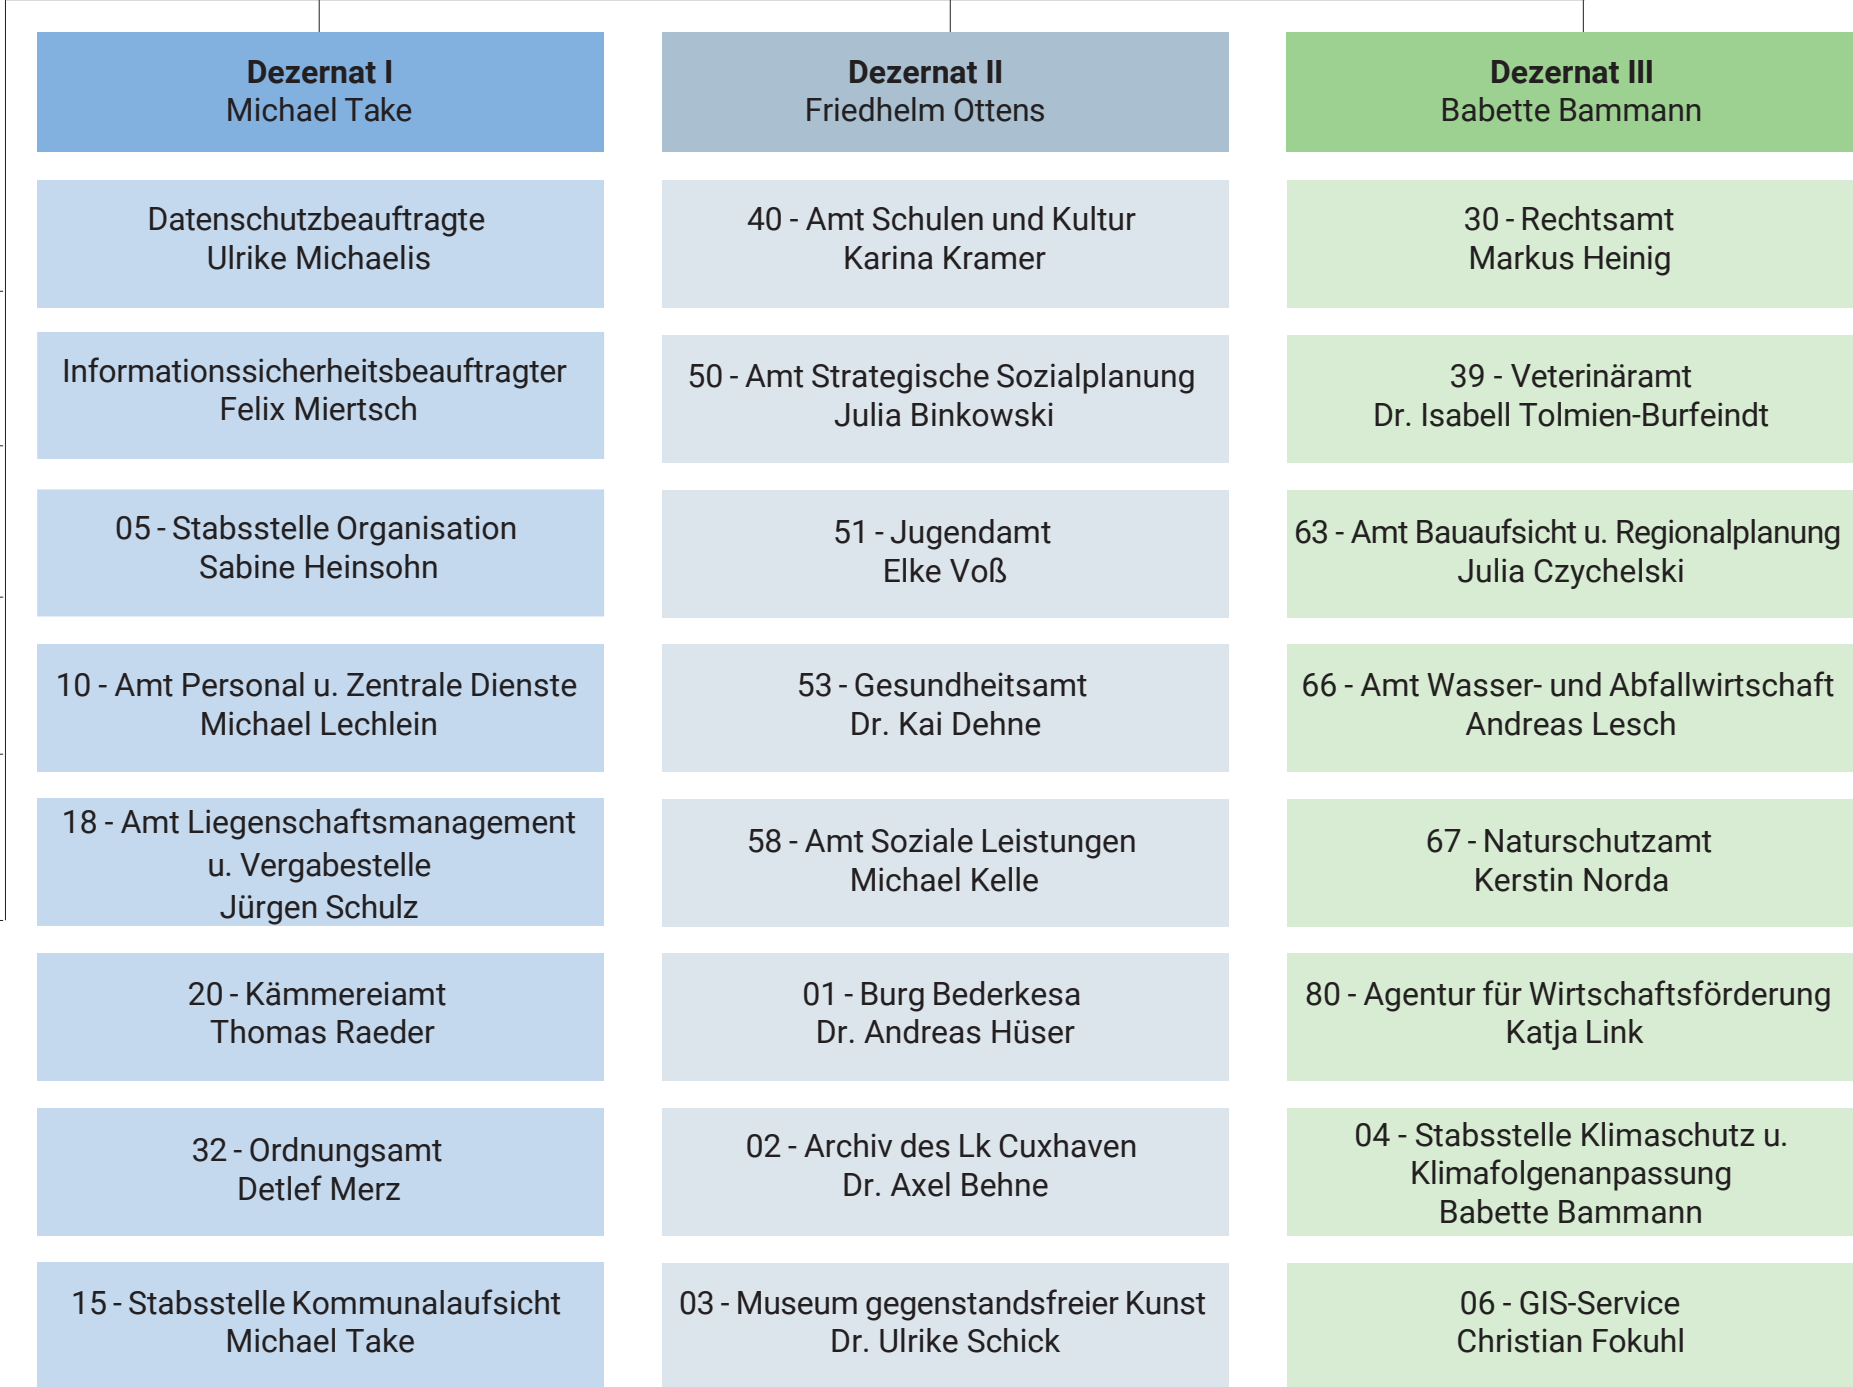 Dezernat I
Michael Take
Datenschutzbeauftragte
Ulrike Michaelis
Informationssicherheitsbeauftragter
Felix Miertsch
05 - Stabsstelle Organisation
Sabine Heinsohn
10 - Amt Personal u. Zentrale Dienste
Michael Lechlein
18 - Amt Liegenschaftsmanagement
u. Vergabestelle
Jürgen Schulz
20 - Kämmereiamt
Thomas Raeder
32 - Ordnungsamt
Detlef Merz
15 - Stabsstelle Kommunalaufsicht
Michael Take
Dezernat II
Friedhelm Ottens
40 - Amt Schulen und Kultur
Karina Kramer
50 - Amt Strategische Sozialplanung
Julia Binkowski
51 - Jugendamt
Elke Voß
53 - Gesundheitsamt
Dr. Kai Dehne
58 - Amt Soziale Leistungen
Michael Kelle
01 - Burg Bederkesa
Dr. Andreas Hüser
02 - Archiv des Lk Cuxhaven
Dr. Axel Behne
03 - Museum gegenstandsfreier Kunst
Dr. Ulrike Schick
Dezernat III
Babette Bammann
30 - Rechtsamt
Markus Heinig
39 - Veterinäramt
Dr. Isabell Tolmien-Burfeindt
63 - Amt Bauaufsicht u. Regionalplanung
Julia Czychelski
66 - Amt Wasser- und Abfallwirtschaft
Andreas Lesch
67 - Naturschutzamt
Kerstin Norda
80 - Agentur für Wirtschaftsförderung
Katja Link
04 - Stabsstelle Klimaschutz u.
Klimafolgenanpassung
Babette Bammann
06 - GIS-Service
Christian Fokuhl